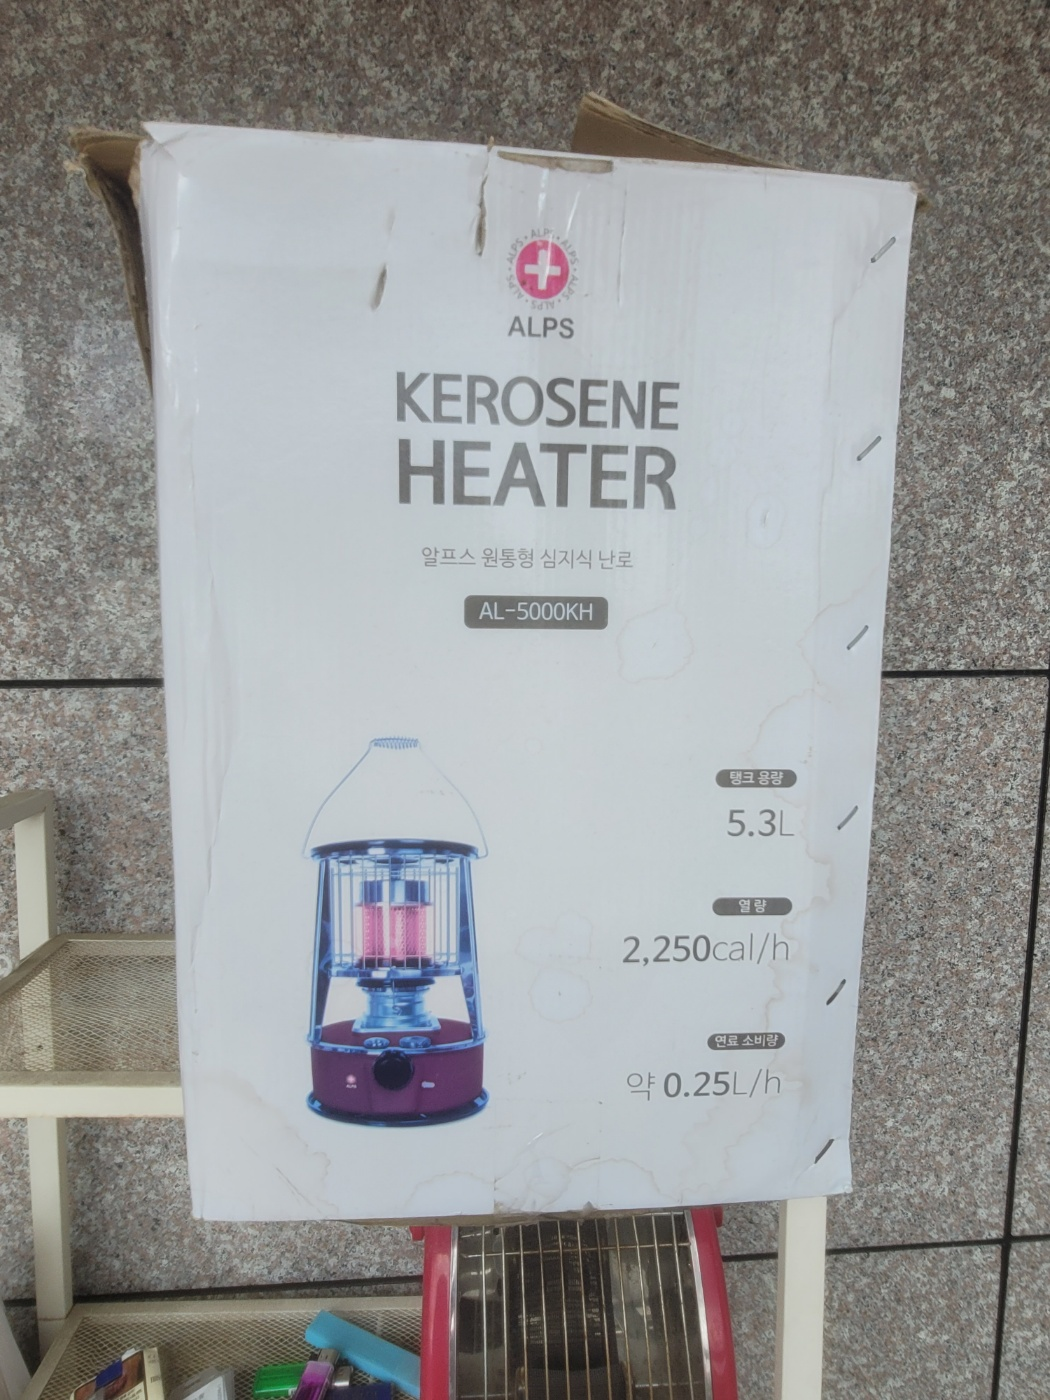 ALPS
KEROSENE
HEATER
알프스 원통형 심지식 난로
AL-5000KH
탱크 용량
5.3L
열량
2,250cal/h
연료 소비량
약 0.25L/h